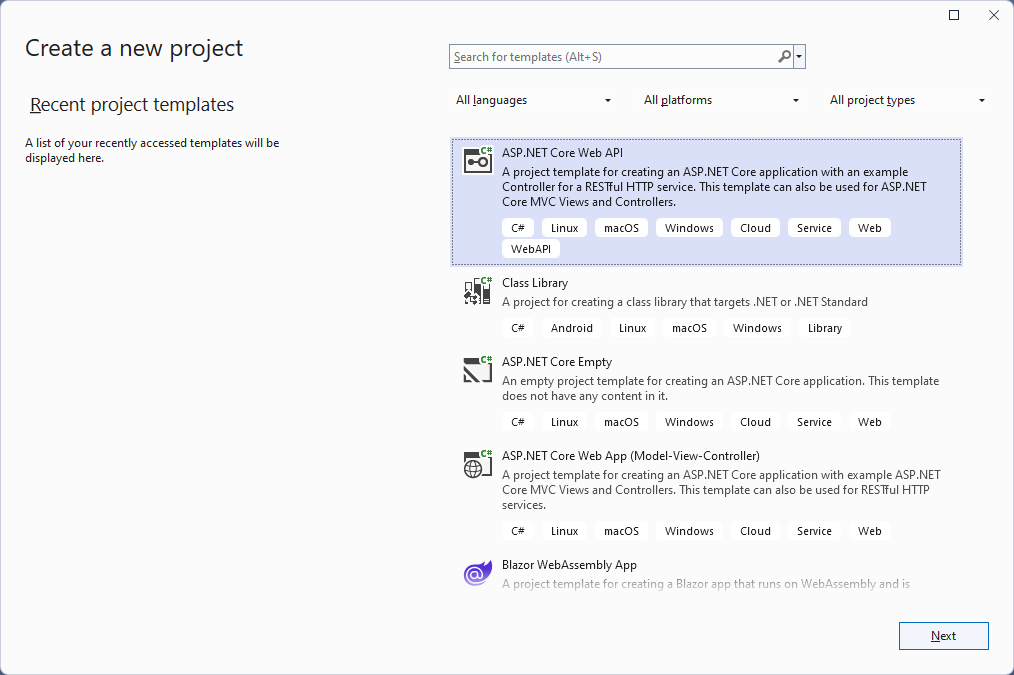 Create a new project
Search for templates (Alt+S)
Recent project templates
All languages
All platforms
All project types
A list of your recently accessed templates will be
displayed here.
C#
ASP.NET Core Web API
A project template for creating an ASP.NET Core application with an example
Controller for a RESTful HTTP service. This template can also be used for ASP.NET
Core MVC Views and Controllers.
C# Linux macOS Windows Cloud Service Web
WebAPI
C#
Class Library
A project for creating a class library that targets .NET or .NET Standard
C# Android Linux macOS Windows Library
C#
ASP.NET Core Empty
An empty project template for creating an ASP.NET Core application. This template
does not have any content in it.
C# Linux macOS Windows Cloud Service Web
C#
ASP.NET Core Web App (Model-View-Controller)
A project template for creating an ASP.NET Core application with example ASP.NET
Core MVC Views and Controllers. This template can also be used for RESTful HTTP
services.
C# Linux macOS Windows Cloud Service Web
Blazor WebAssembly App
A project template for creating a Blazor app that runs on WebAssembly and is
Next